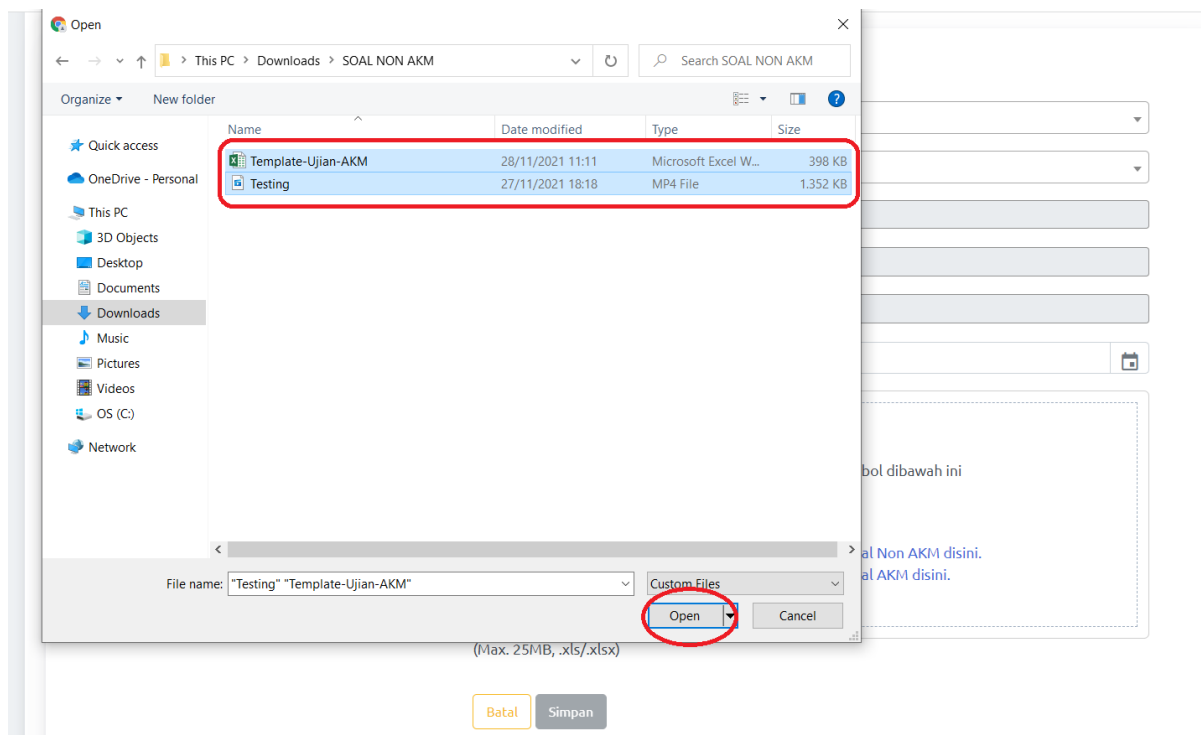 Open
This PC > Downloads > SOAL NON AKM
Search SOAL NON AKM
Organize
New folder
Name
Date modified
Type
Size
Quick access
OneDrive - Personal
This PC
3D Objects
Desktop
Documents
Downloads
Music
Pictures
Videos
OS (C:)
Network
Template-Ujian-AKM 28/11/2021 11:11 Microsoft Excel W... 398 KB
Testing 27/11/2021 18:18 MP4 File 1.352 KB
bol dibawah ini
al Non AKM disini.
al AKM disini.
File name: "Testing" "Template-Ujian-AKM"
Custom Files
Open
Cancel
(Max. 25MB, .xls/.xlsx)
Batal
Simpan